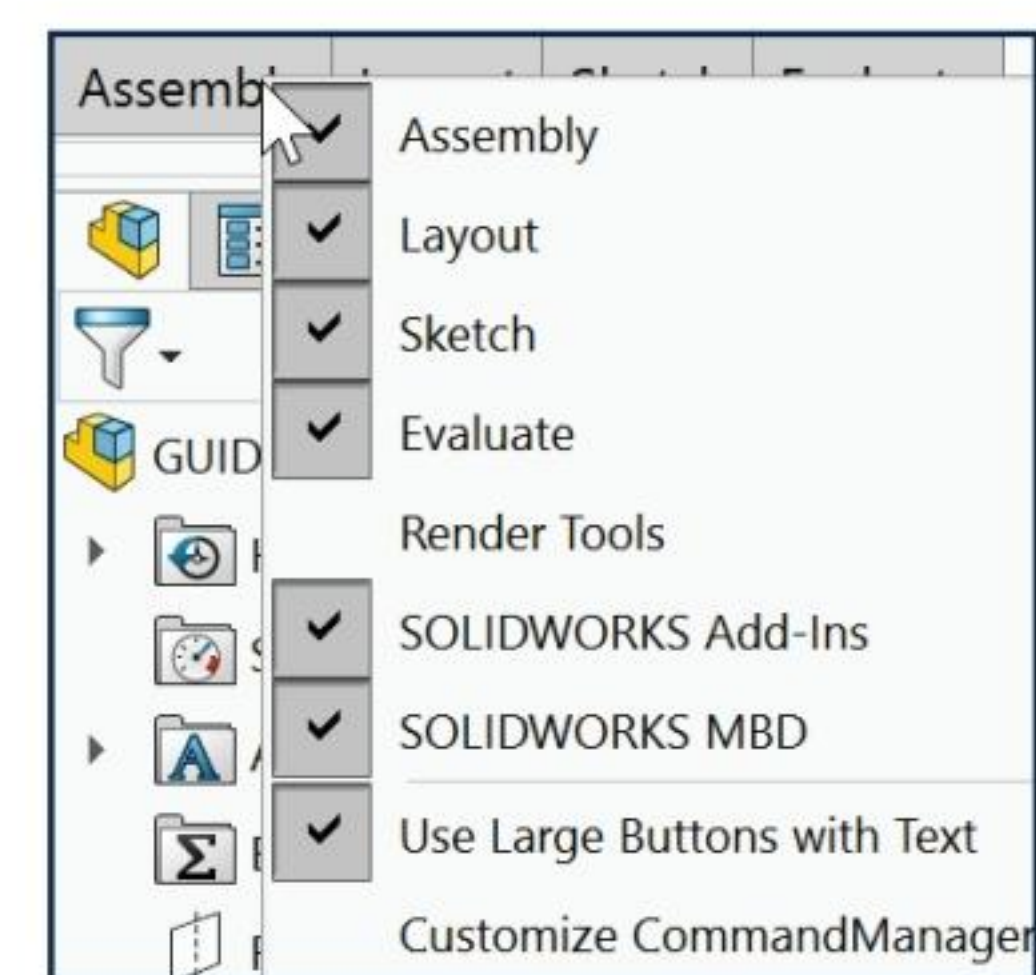 Assemb
Assembly
Layout
Sketch
Evaluate
GUID
Render Tools
SOLIDWORKS Add-Ins
SOLIDWORKS MBD
Use Large Buttons with Text
Customize CommandManager